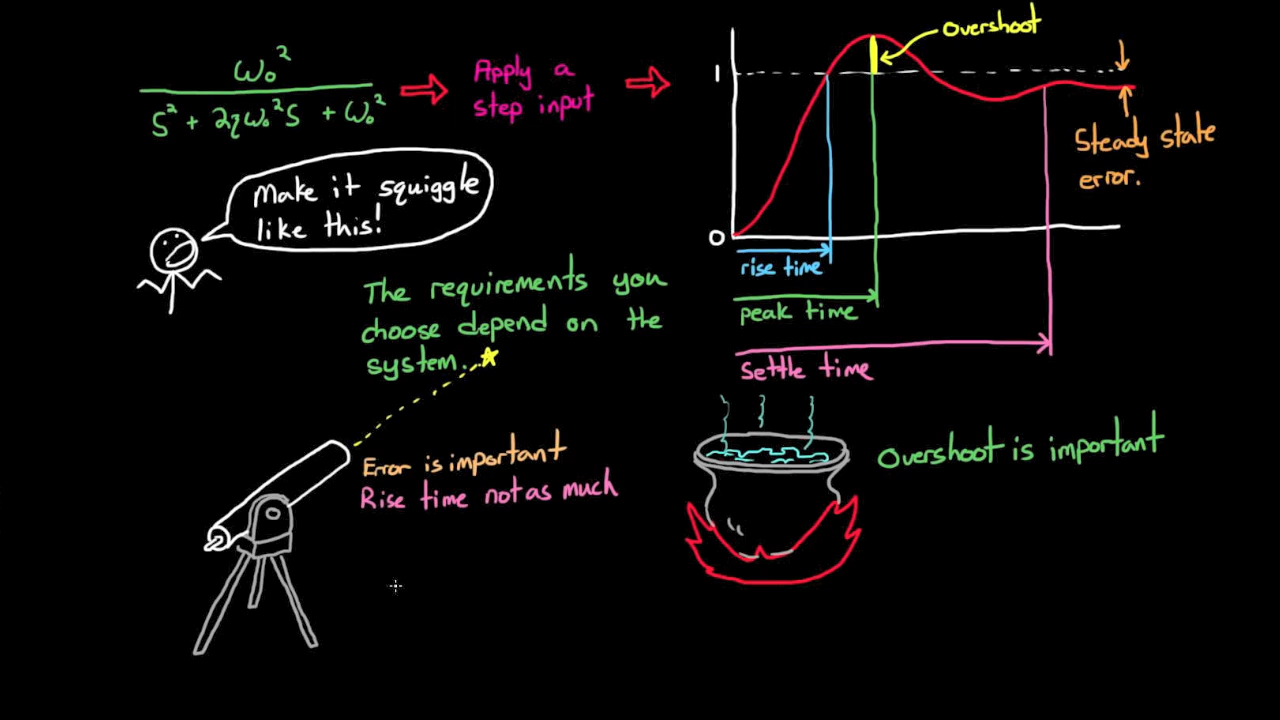 ω₀²
S² + 2ζω₀²S + ω₀²
Apply a
step input
Overshoot
1
0
Steady state
error.
rise time
peak time
Settle time
Make it squiggle
like this!
The requirements you
choose depend on the
system...
Error is important
Rise time not as much
Overshoot is important